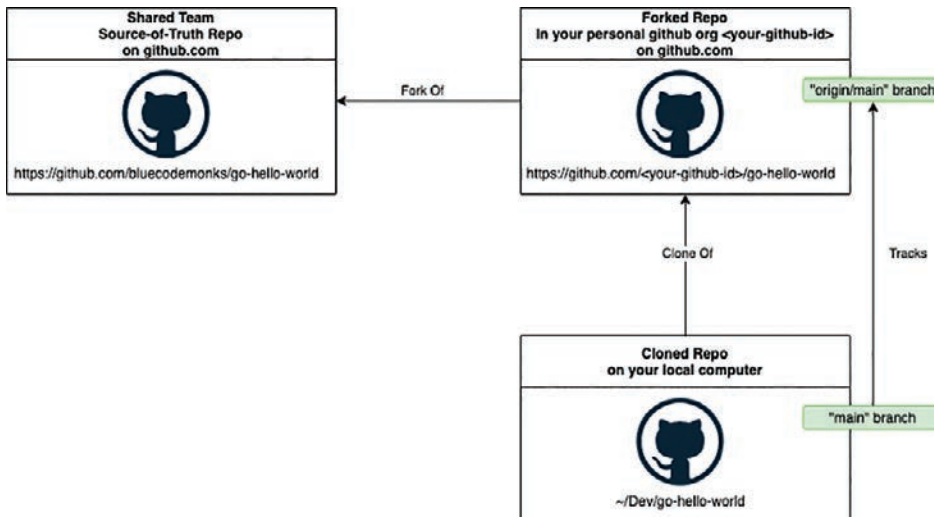 Shared Team
Source-of-Truth Repo
on github.com
https://github.com/bluecodemonks/go-hello-world
Fork Of
Forked Repo
In your personal github org <your-github-id>
on github.com
"origin/main" branch
https://github.com/<your-github-id>/go-hello-world
Clone Of
Tracks
Cloned Repo
on your local computer
"main" branch
~/Dev/go-hello-world